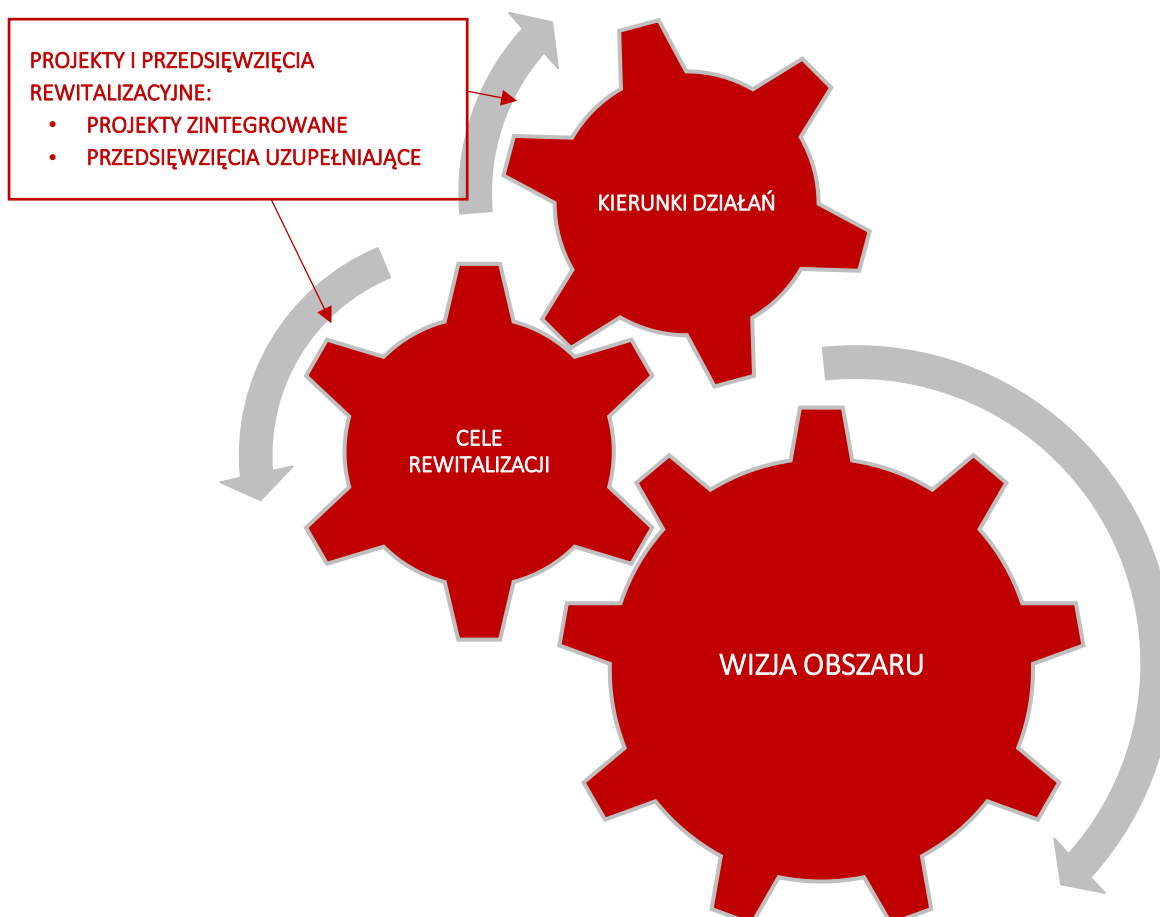 PROJEKTY I PRZEDSIĘWZIĘCIA
REWITALIZACYJNE:
• PROJEKTY ZINTEGROWANE
• PRZEDSIĘWZIĘCIA UZUPEŁNIAJĄCE
KIERUNKI DZIAŁAŃ
CELE
REWITALIZACJI
WIZJA OBSZARU